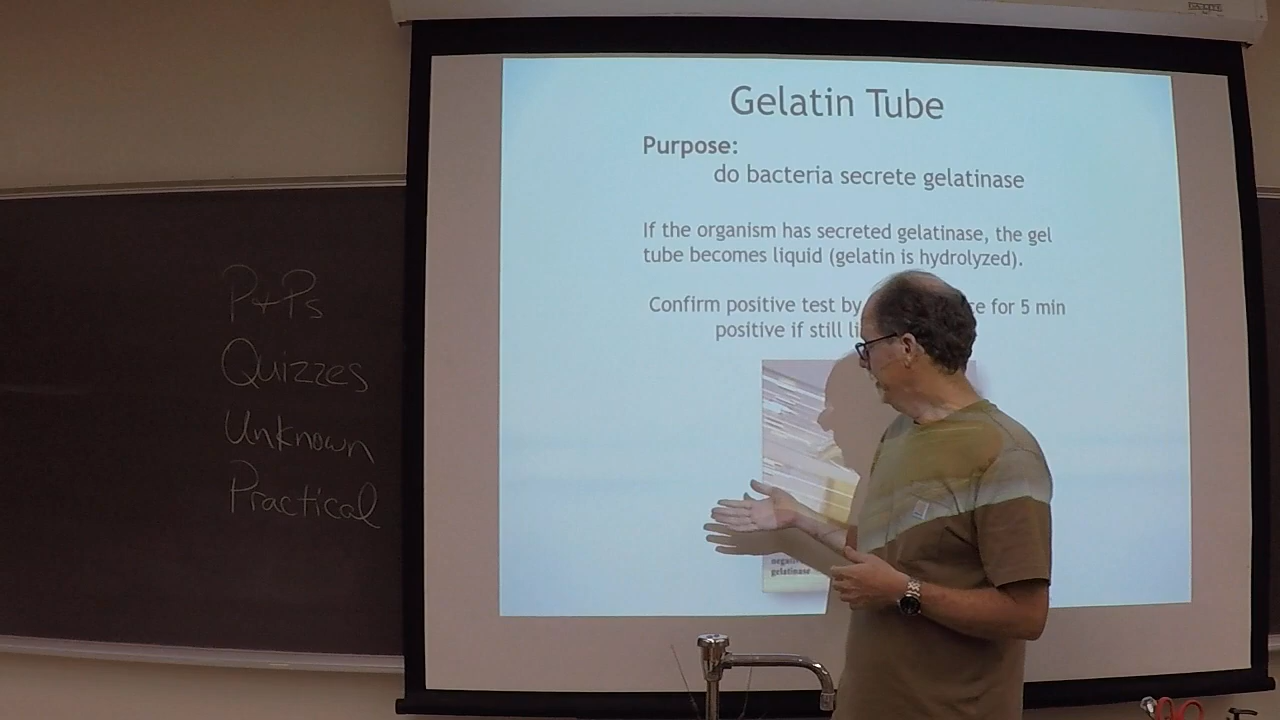 Gelatin Tube
Purpose:
do bacteria secrete gelatinase
If the organism has secreted gelatinase, the gel
tube becomes liquid (gelatin is hydrolyzed).
Confirm positive test by for 5 min
positive if still
gelatinase
P+Ps
Quizzes
Unknown
Practical